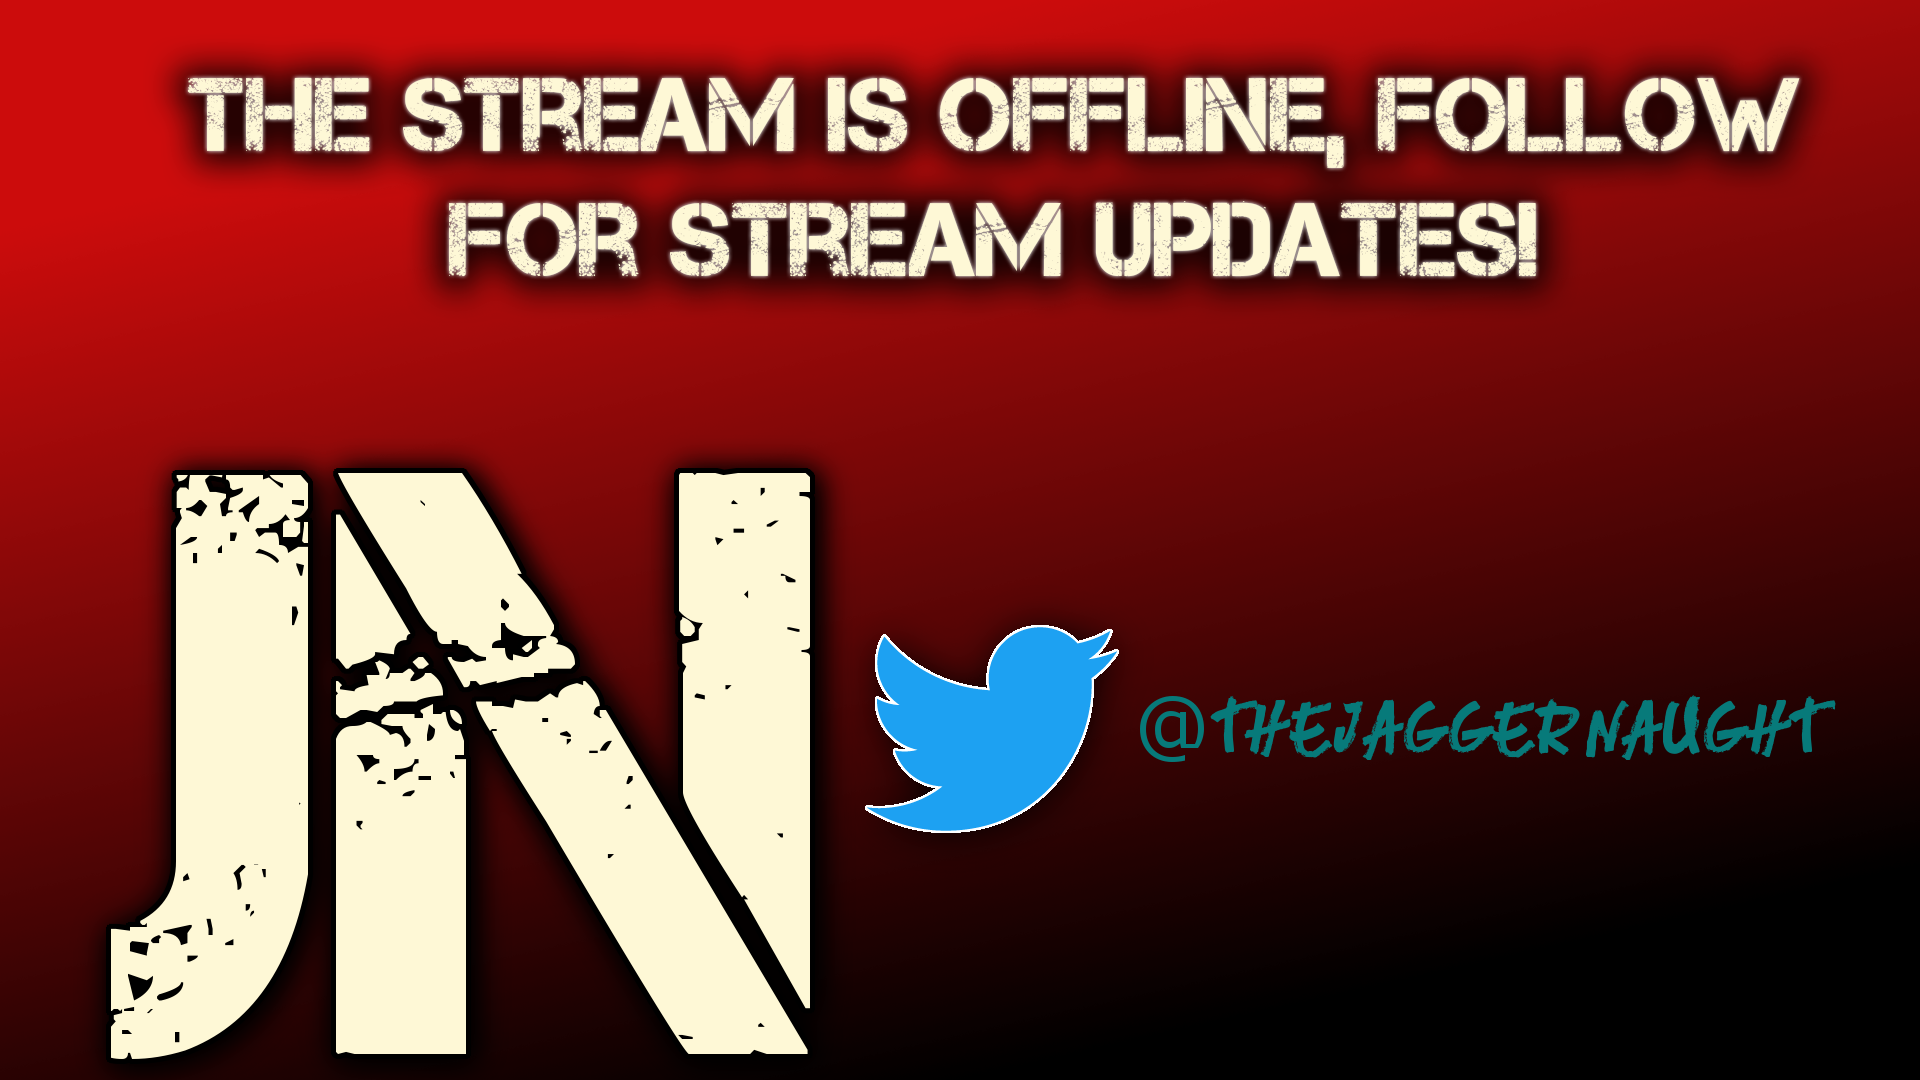 THE STREAM IS OFFLINE, FOLLOW
FOR STREAM UPDATES!
JN
@THEJAGGERNAUGHT